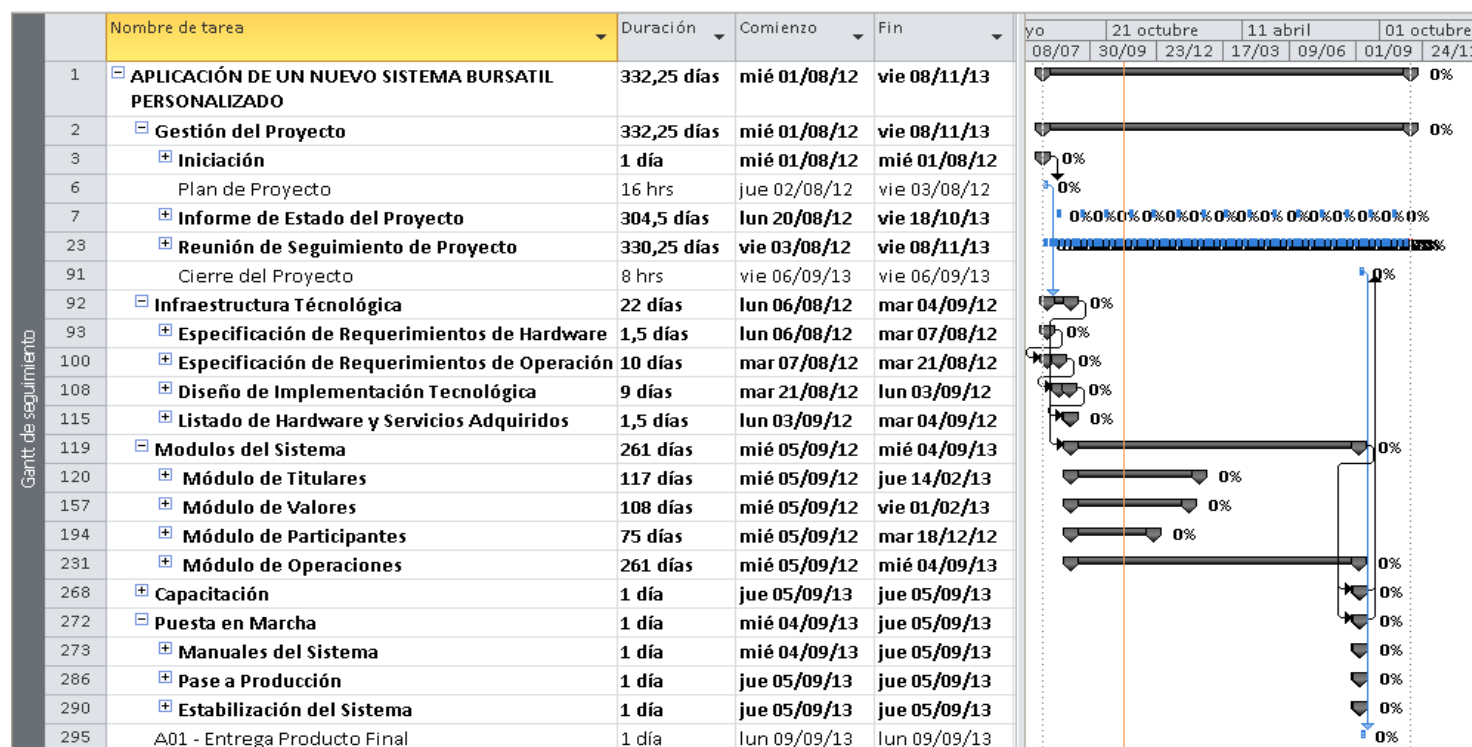 Nombre de tarea Duración Comienzo Fin
yo 21 octubre 11 abril 01 octubre
08/07 30/09 23/12 17/03 09/06 01/09 24/11
1 APLICACIÓN DE UN NUEVO SISTEMA BURSATIL 332,25 días mié 01/08/12 vie 08/11/13 0%
PERSONALIZADO
2 Gestión del Proyecto 332,25 días mié 01/08/12 vie 08/11/13 0%
3 Iniciación 1 día mié 01/08/12 mié 01/08/12 0%
6 Plan de Proyecto 16 hrs jue 02/08/12 vie 03/08/12 0%
7 Informe de Estado del Proyecto 304,5 días lun 20/08/12 vie 18/10/13 0% 0% 0% 0% 0% 0% 0% 0% 0% 0% 0% 0% 0% 0% 0%
23 Reunión de Seguimiento de Proyecto 330,25 días vie 03/08/12 vie 08/11/13
91 Cierre del Proyecto 8 hrs vie 06/09/13 vie 06/09/13 0%
92 Infraestructura Técnológica 22 días lun 06/08/12 mar 04/09/12 0%
93 Especificación de Requerimientos de Hardware 1,5 días lun 06/08/12 mar 07/08/12 0%
100 Especificación de Requerimientos de Operación 10 días mar 07/08/12 mar 21/08/12 0%
108 Diseño de Implementación Tecnológica 9 días mar 21/08/12 lun 03/09/12 0%
115 Listado de Hardware y Servicios Adquiridos 1,5 días lun 03/09/12 mar 04/09/12 0%
119 Modulos del Sistema 261 días mié 05/09/12 mié 04/09/13 0%
120 Módulo de Titulares 117 días mié 05/09/12 jue 14/02/13 0%
157 Módulo de Valores 108 días mié 05/09/12 vie 01/02/13 0%
194 Módulo de Participantes 75 días mié 05/09/12 mar 18/12/12 0%
231 Módulo de Operaciones 261 días mié 05/09/12 mié 04/09/13 0%
268 Capacitación 1 día jue 05/09/13 jue 05/09/13 0%
272 Puesta en Marcha 1 día mié 04/09/13 jue 05/09/13 0%
273 Manuales del Sistema 1 día mié 04/09/13 jue 05/09/13 0%
286 Pase a Producción 1 día jue 05/09/13 jue 05/09/13 0%
290 Estabilización del Sistema 1 día jue 05/09/13 jue 05/09/13 0%
295 A01 - Entrega Producto Final 1 día lun 09/09/13 lun 09/09/13 0%
Gantt de seguimiento